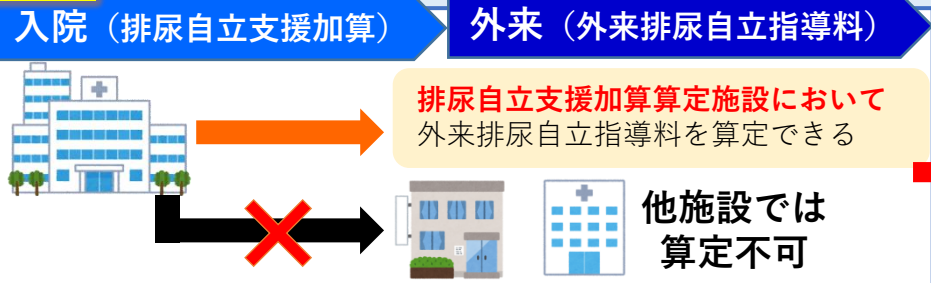 入院（排尿自立支援加算）
外来（外来排尿自立指導料）
排尿自立支援加算算定施設において
外来排尿自立指導料を算定できる
他施設では
算定不可